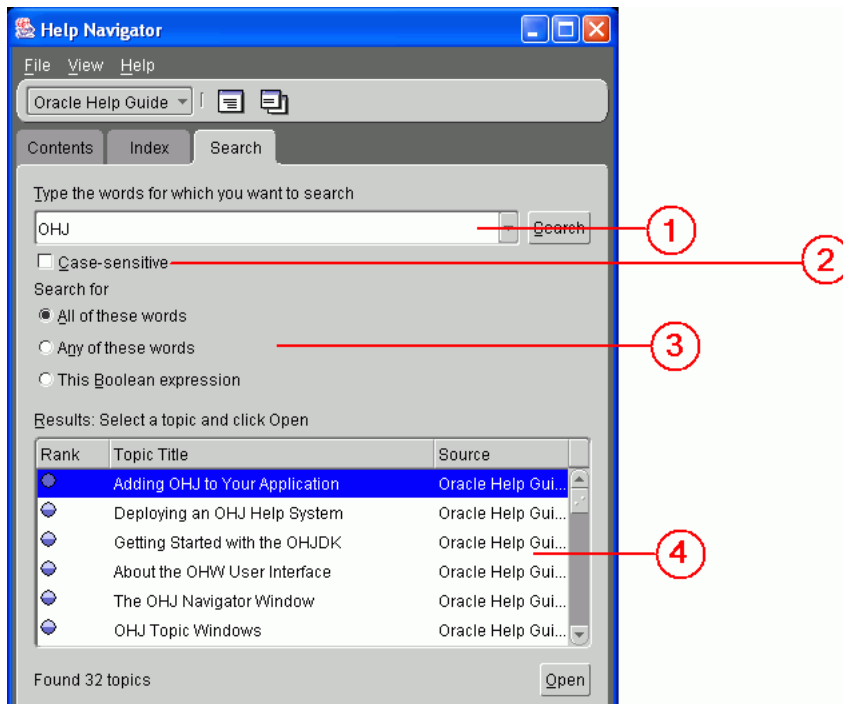 Help Navigator
File View Help
Oracle Help Guide
Contents Index Search
Type the words for which you want to search
OHJ Search 1
Case-sensitive 2
Search for
All of these words
Any of these words 3
This Boolean expression
Results: Select a topic and click Open
Rank Topic Title Source
Adding OHJ to Your Application Oracle Help Gui...
Deploying an OHJ Help System Oracle Help Gui...
Getting Started with the OHJDK Oracle Help Gui...
4
About the OHW User Interface Oracle Help Gui...
The OHJ Navigator Window Oracle Help Gui...
OHJ Topic Windows Oracle Help Gui...
Found 32 topics Open